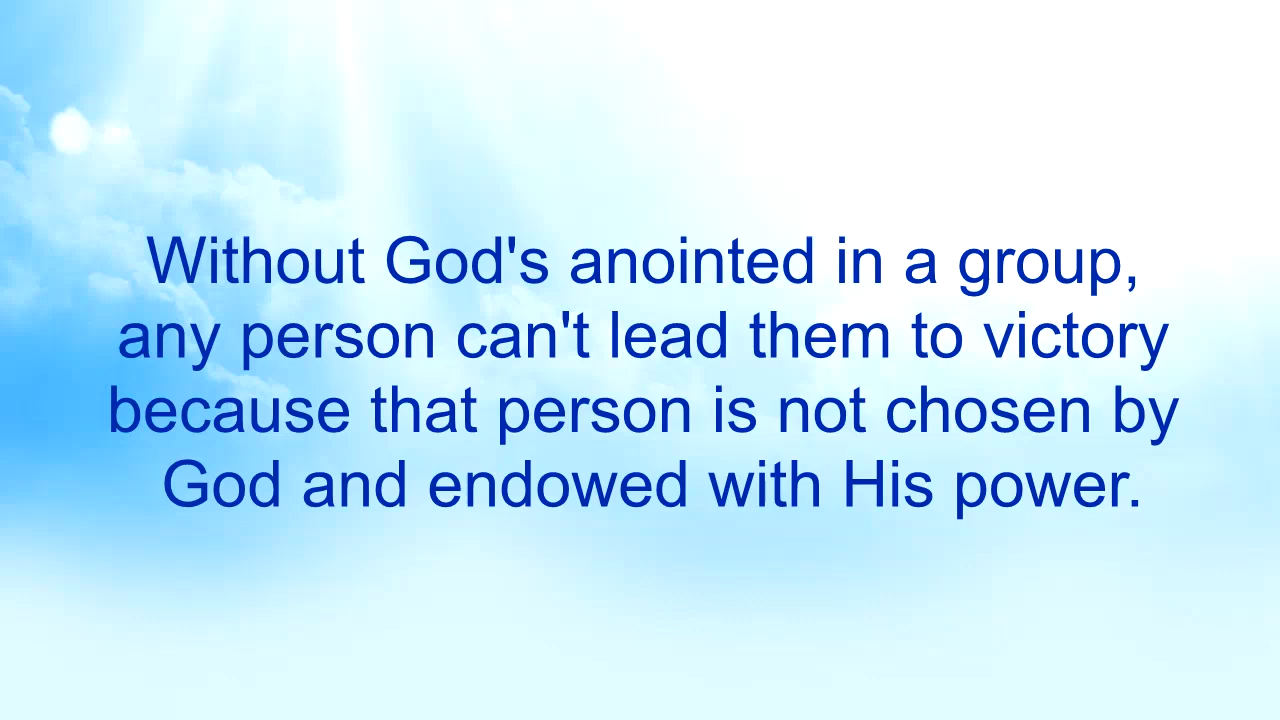 Without God's anointed in a group,
any person can't lead them to victory
because that person is not chosen by
God and endowed with His power.